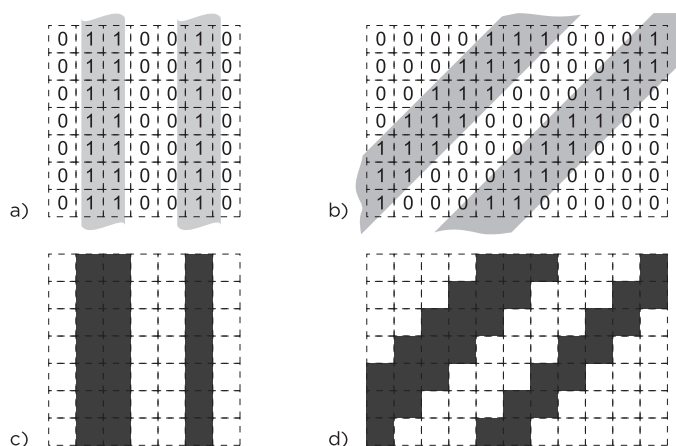 0 1 1 0 0 1 0
0 1 1 0 0 1 0
0 1 1 0 0 1 0
0 1 1 0 0 1 0
0 1 1 0 0 1 0
0 1 1 0 0 1 0
0 1 1 0 0 1 0
a)
0 0 0 0 1 1 1 0 0 0 1
0 0 0 1 1 1 0 0 0 1 1
0 0 1 1 1 0 0 0 1 1 0
0 1 1 1 0 0 0 1 1 0 0
1 1 1 0 0 0 1 1 0 0 0
1 1 0 0 0 1 1 0 0 0 0
1 0 0 0 1 1 0 0 0 0 0
b)
c)
d)